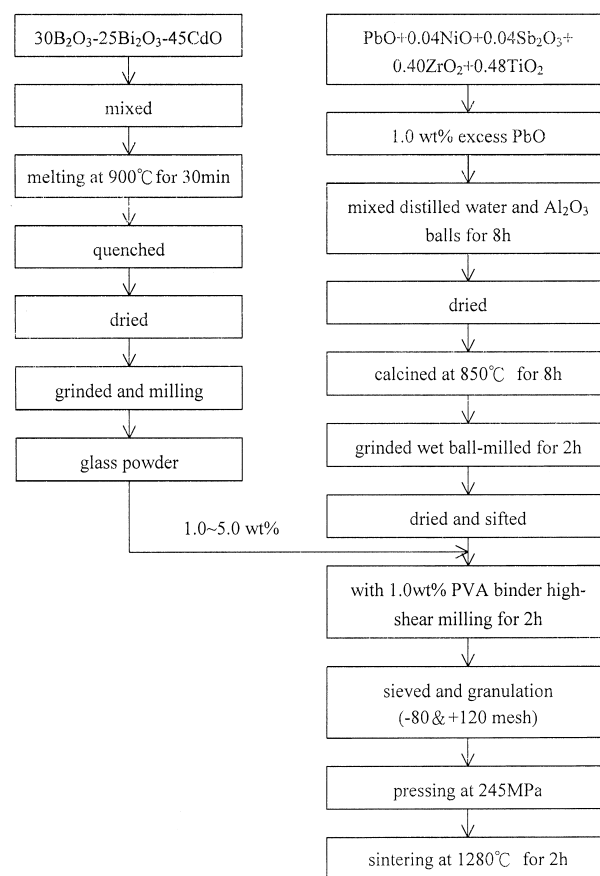 30B₂O₃-25Bi₂O₃-45CdO
mixed
melting at 900℃ for 30min
quenched
dried
grinded and milling
glass powder
1.0~5.0 wt%
PbO+0.04NiO+0.04Sb₂O₃+
0.40ZrO₂+0.48TiO₂
1.0 wt% excess PbO
mixed distilled water and Al₂O₃
balls for 8h
dried
calcined at 850℃ for 8h
grinded wet ball-milled for 2h
dried and sifted
with 1.0wt% PVA binder high-
shear milling for 2h
sieved and granulation
(-80&+120 mesh)
pressing at 245MPa
sintering at 1280℃ for 2h